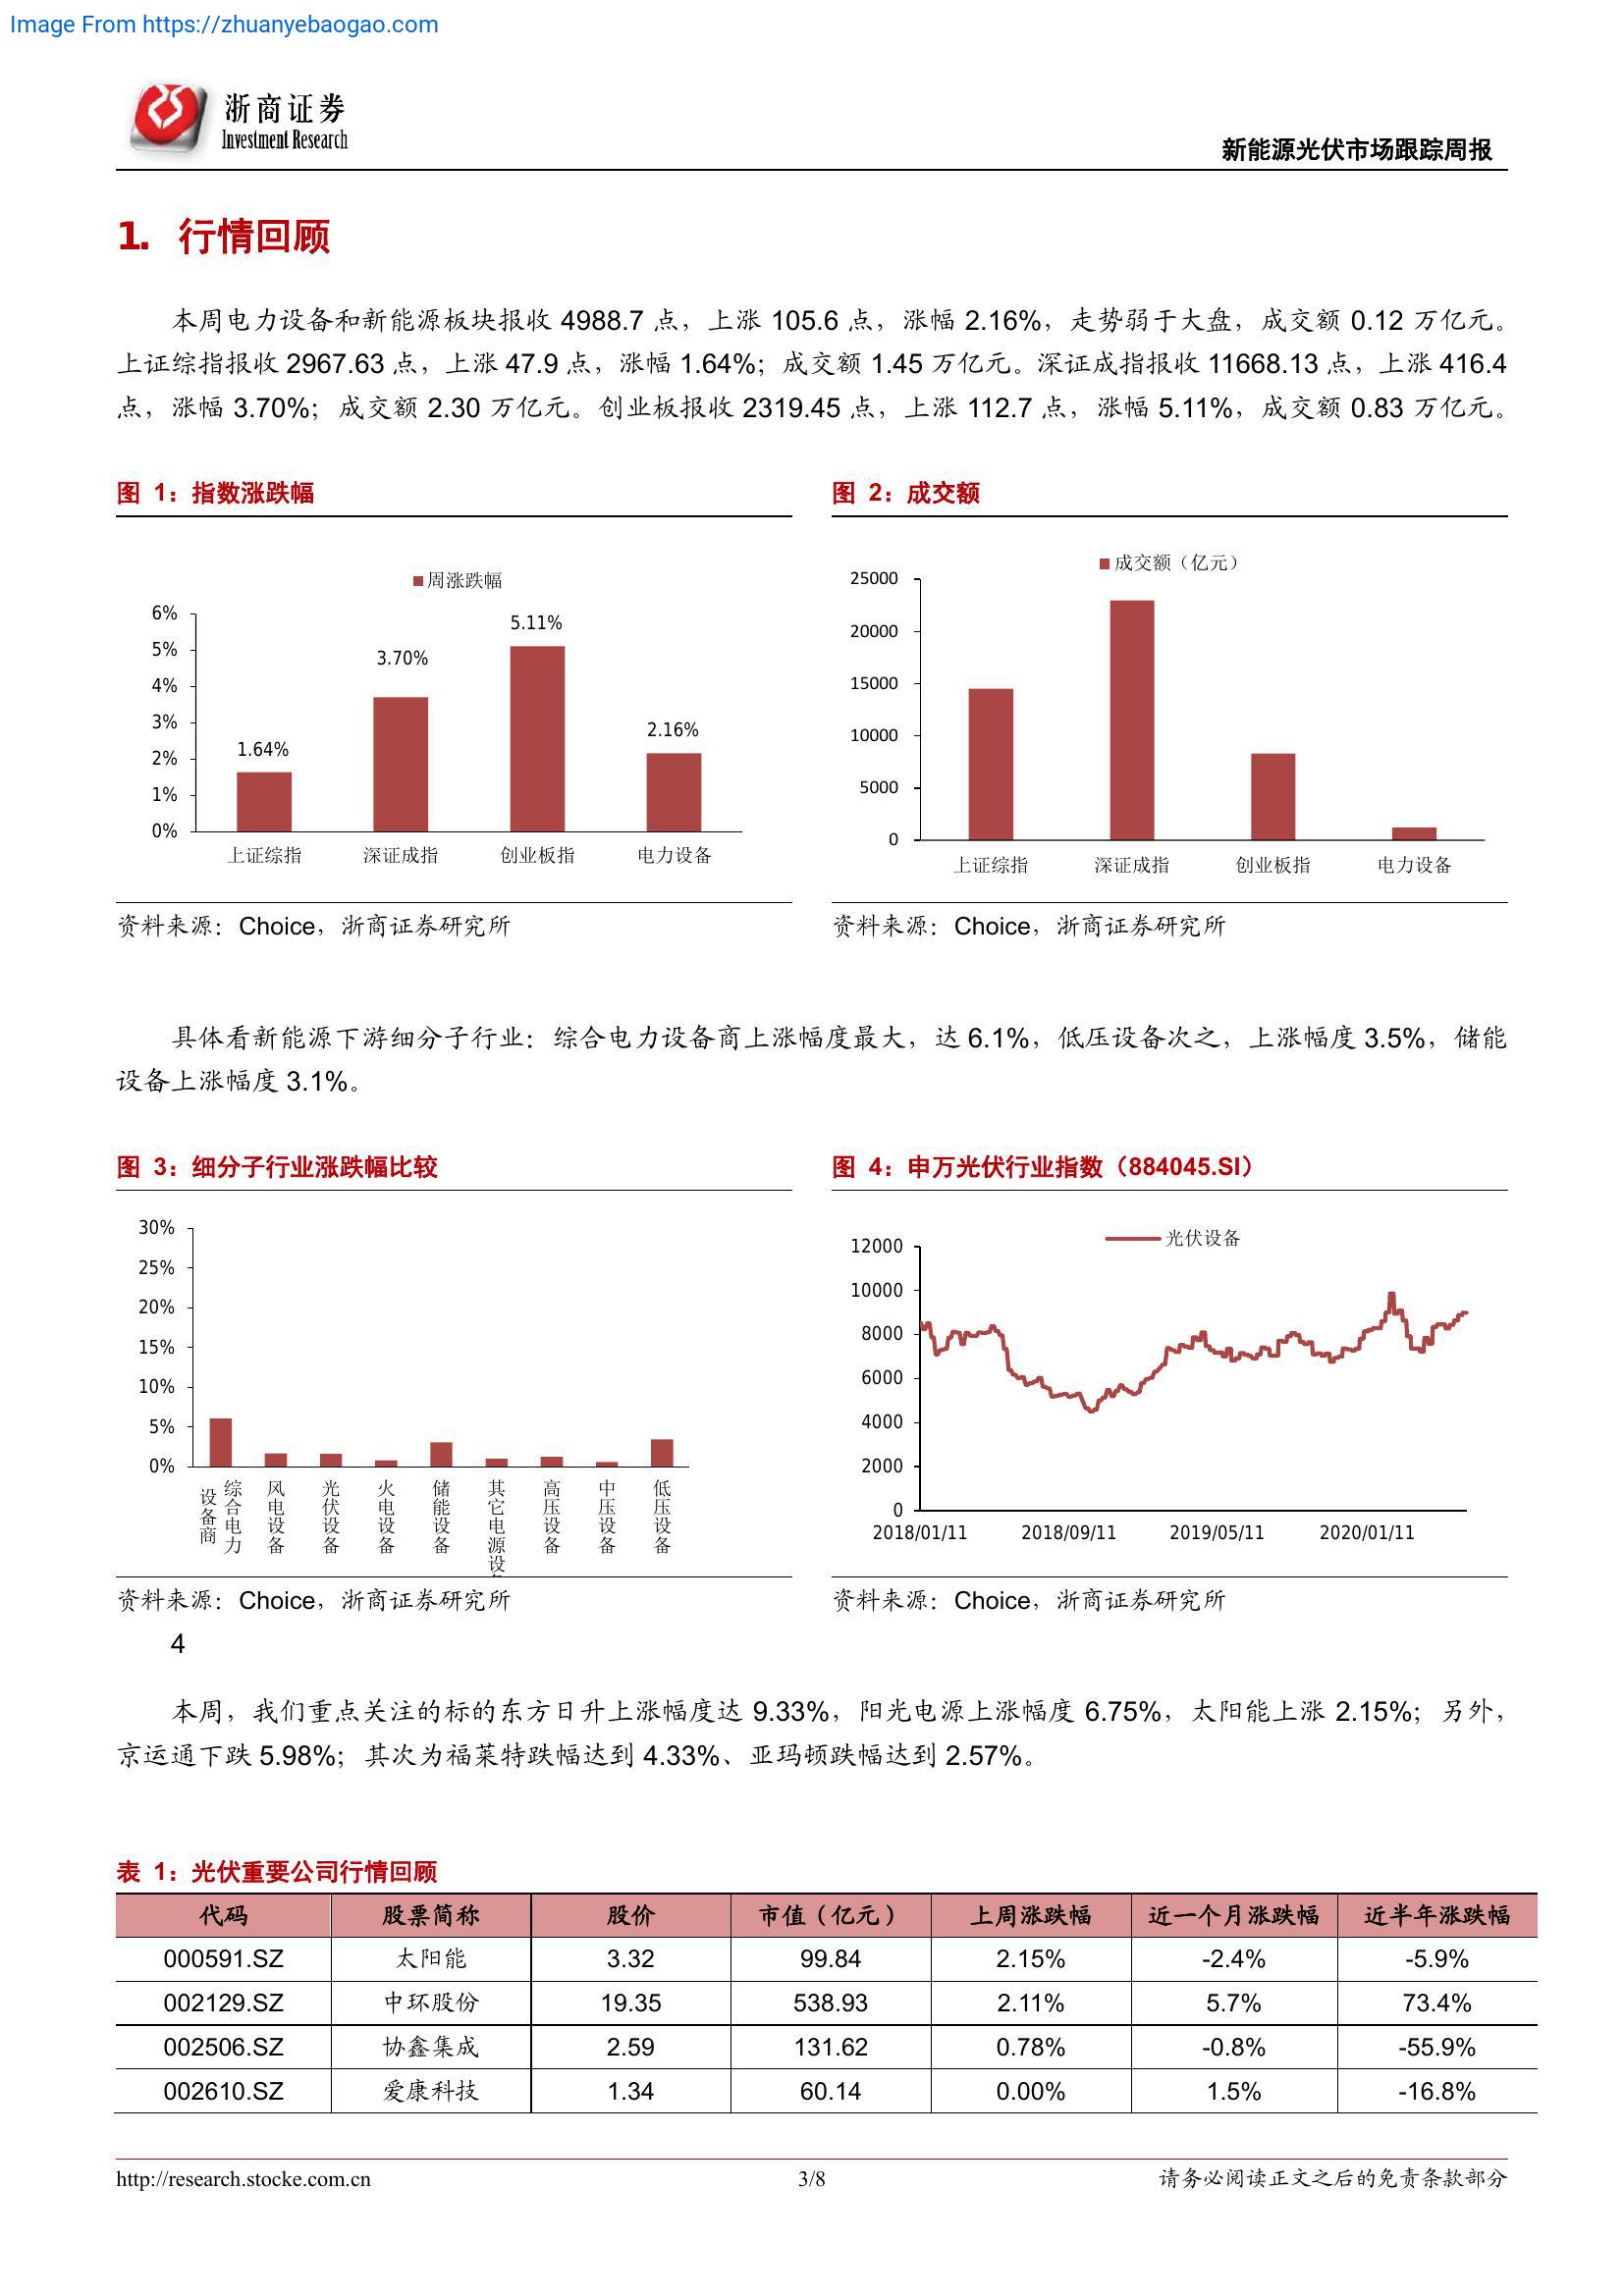 Image From https://zhuanyebaogao.com
浙商证券
Investment Research
新能源光伏市场跟踪周报
1. 行情回顾
本周电力设备和新能源板块报收 4988.7 点，上涨 105.6 点，涨幅 2.16%，走势弱于大盘，成交额 0.12 万亿元。
上证综指报收 2967.63 点，上涨 47.9 点，涨幅 1.64%；成交额 1.45 万亿元。深证成指报收 11668.13 点，上涨 416.4
点，涨幅 3.70%；成交额 2.30 万亿元。创业板报收 2319.45 点，上涨 112.7 点，涨幅 5.11%，成交额 0.83 万亿元。
图 1：指数涨跌幅
周涨跌幅
6%
5%
4%
3%
2%
1%
0%
1.64%
3.70%
5.11%
2.16%
上证综指 深证成指 创业板指 电力设备
资料来源：Choice，浙商证券研究所
图 2：成交额
成交额（亿元）
25000
20000
15000
10000
5000
0
上证综指 深证成指 创业板指 电力设备
资料来源：Choice，浙商证券研究所
具体看新能源下游细分子行业：综合电力设备商上涨幅度最大，达 6.1%，低压设备次之，上涨幅度 3.5%，储能
设备上涨幅度 3.1%。
图 3：细分子行业涨跌幅比较
30%
25%
20%
15%
10%
5%
0%
综合电力设备商
风电设备
光伏设备
火电设备
储能设备
其它电源设
高压设备
中压设备
低压设备
资料来源：Choice，浙商证券研究所
图 4：申万光伏行业指数（884045.SI）
光伏设备
12000
10000
8000
6000
4000
2000
0
2018/01/11 2018/09/11 2019/05/11 2020/01/11
资料来源：Choice，浙商证券研究所
4
本周，我们重点关注的标的东方日升上涨幅度达 9.33%，阳光电源上涨幅度 6.75%，太阳能上涨 2.15%；另外，
京运通下跌 5.98%；其次为福莱特跌幅达到 4.33%、亚玛顿跌幅达到 2.57%。
表 1：光伏重要公司行情回顾
代码 股票简称 股价 市值（亿元） 上周涨跌幅 近一个月涨跌幅 近半年涨跌幅
000591.SZ 太阳能 3.32 99.84 2.15% -2.4% -5.9%
002129.SZ 中环股份 19.35 538.93 2.11% 5.7% 73.4%
002506.SZ 协鑫集成 2.59 131.62 0.78% -0.8% -55.9%
002610.SZ 爱康科技 1.34 60.14 0.00% 1.5% -16.8%
http://research.stocke.com.cn 3/8 请务必阅读正文之后的免责条款部分